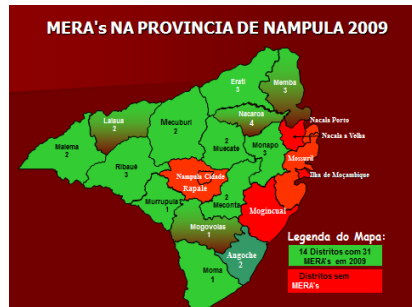 MERA's NA PROVINCIA DE NAMPULA 2009
Erati
3
Memba
3
Lalaua
2
Mecuburi
2
Nacaroa
4
Nacala Porto
Nacala a Velha
Malema
2
Ribaué
3
2
Muecate
Monapo
3
Mossuril
Ilha de Moçambique
Nampula Cidade
Rapale
Murrupula
1
2
Meconta
Mogincual
Mogovolas
1
Angoche
2
Moma
1
Legenda do Mapa:
14 Distritos com 31
MERA's em 2009
Distritos sem
MERA's